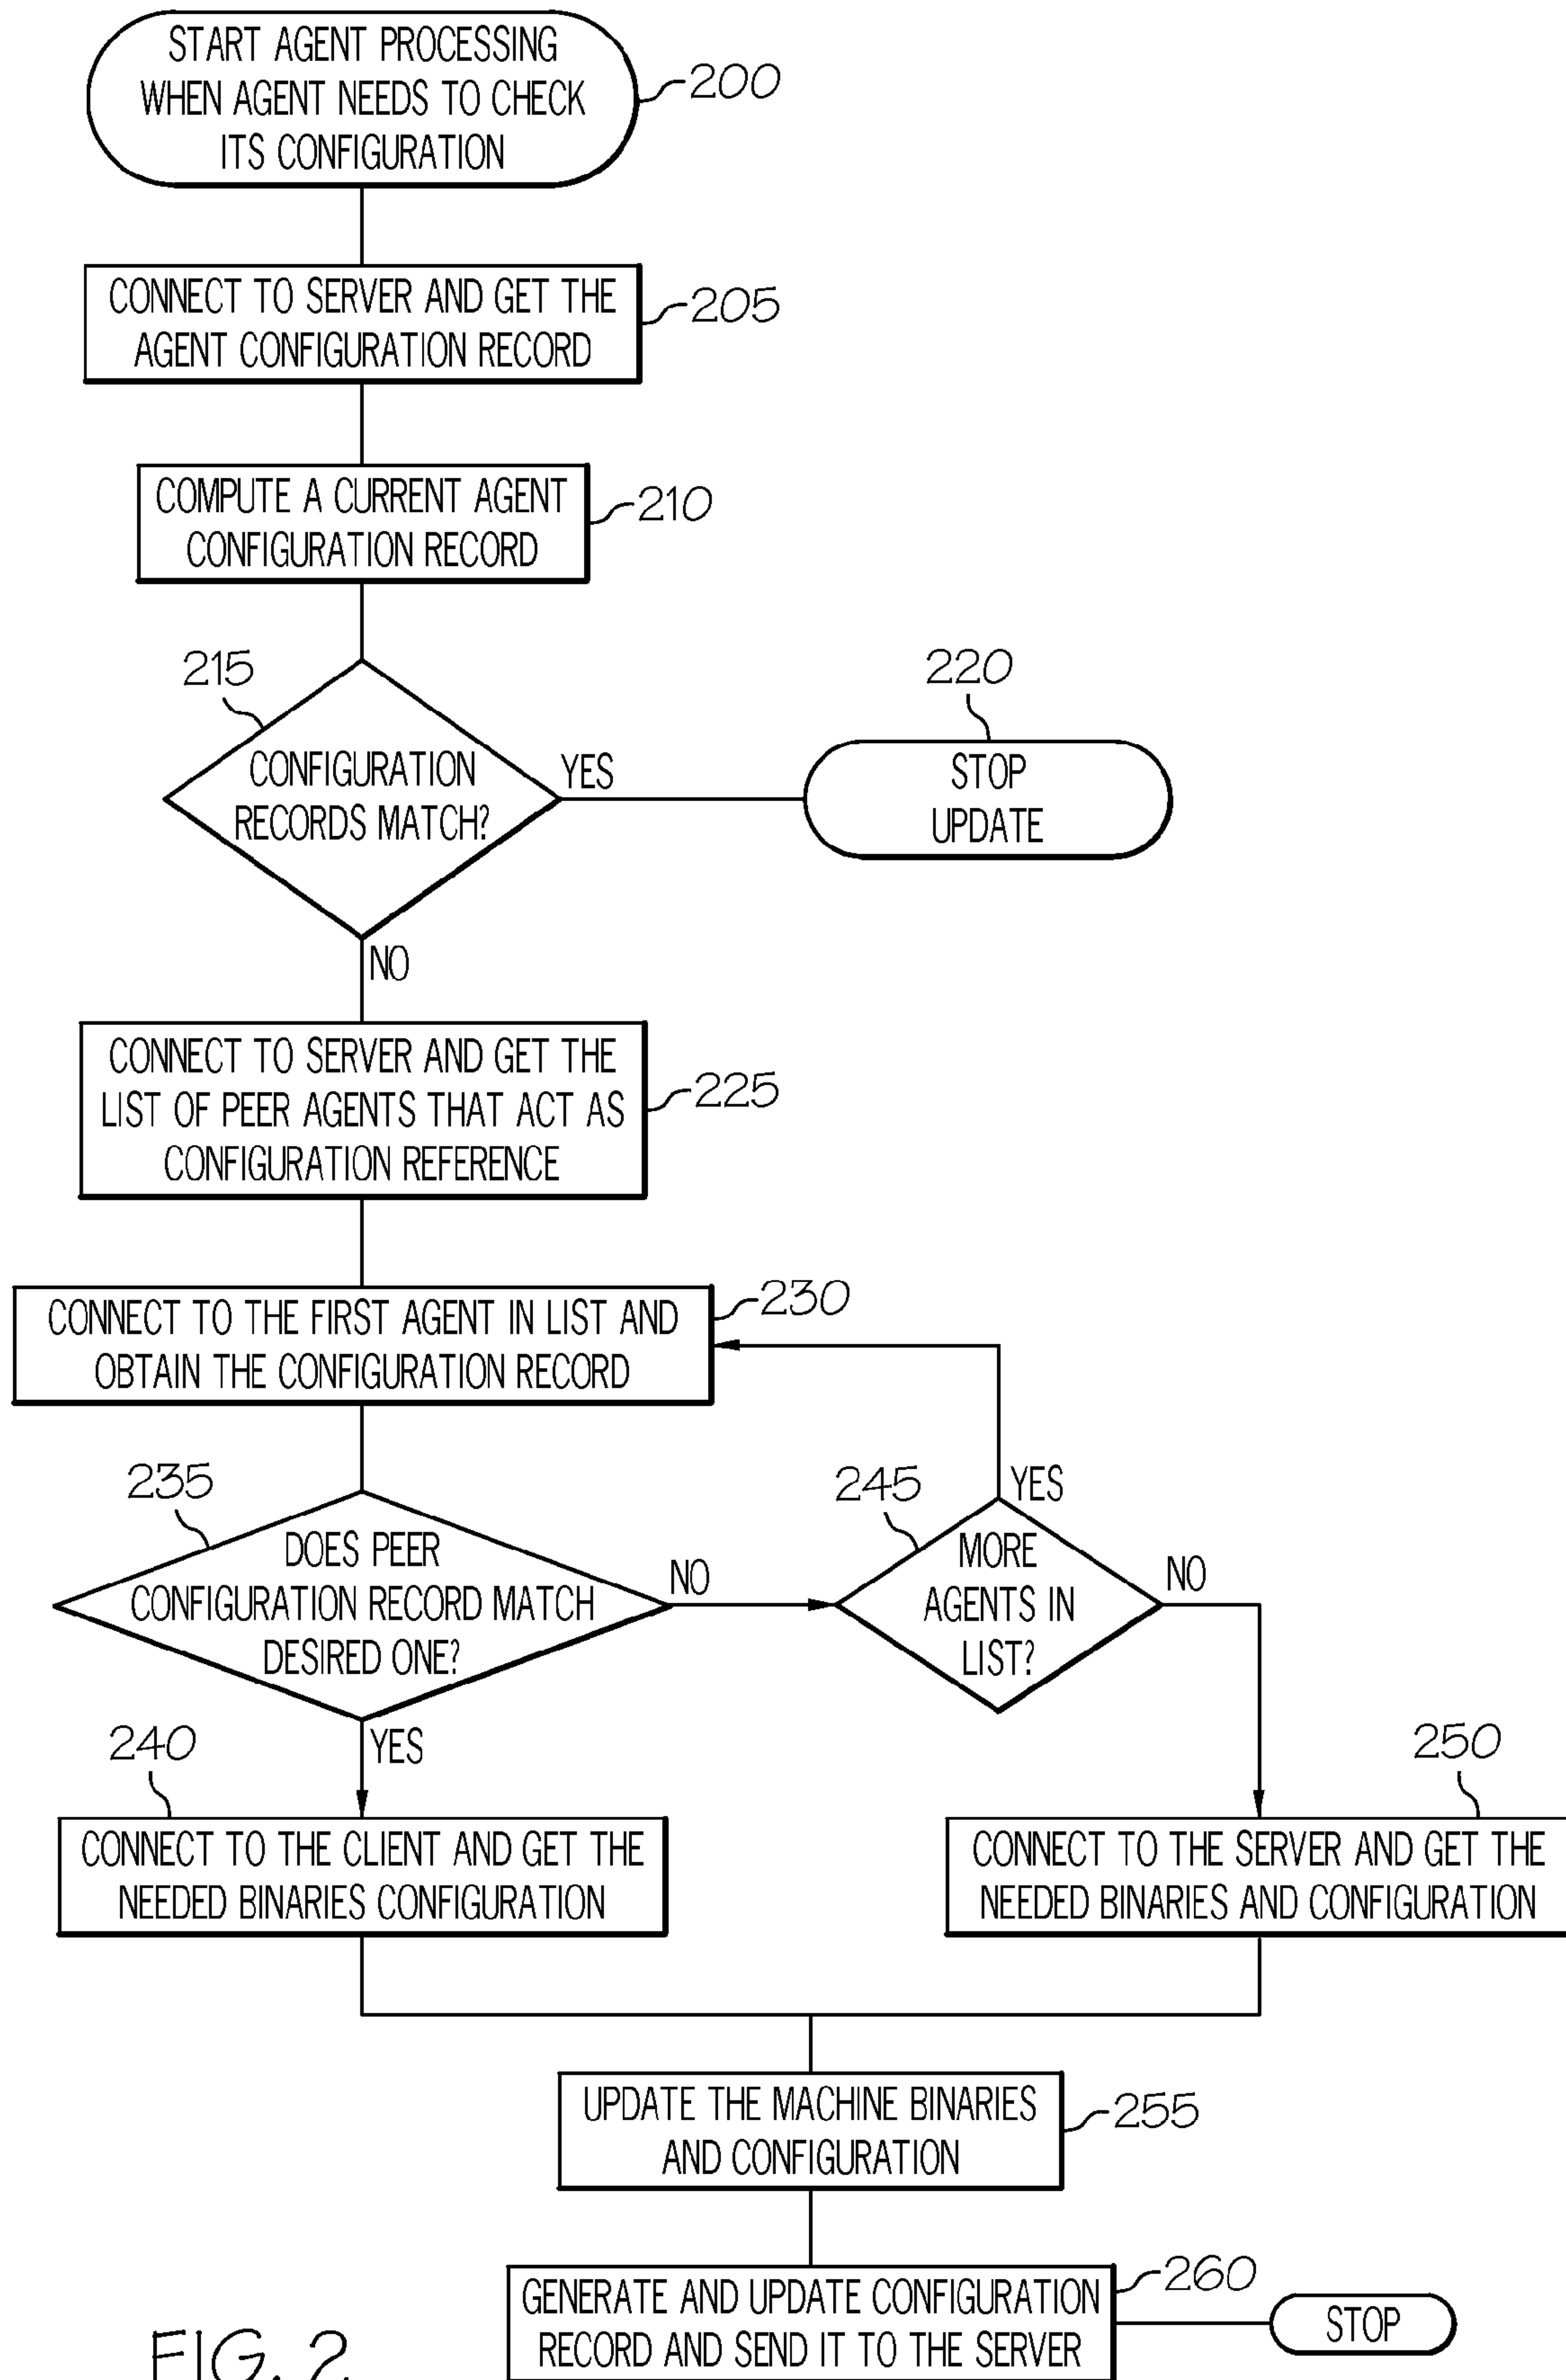 START AGENT PROCESSING
WHEN AGENT NEEDS TO CHECK
ITS CONFIGURATION
200
CONNECT TO SERVER AND GET THE
AGENT CONFIGURATION RECORD
205
COMPUTE A CURRENT AGENT
CONFIGURATION RECORD
210
215
CONFIGURATION
RECORDS MATCH?
YES
220
STOP
UPDATE
NO
CONNECT TO SERVER AND GET THE
LIST OF PEER AGENTS THAT ACT AS
CONFIGURATION REFERENCE
225
CONNECT TO THE FIRST AGENT IN LIST AND
OBTAIN THE CONFIGURATION RECORD
230
235
DOES PEER
CONFIGURATION RECORD MATCH
DESIRED ONE?
NO
245
YES
MORE
AGENTS IN
LIST?
NO
YES
240
CONNECT TO THE CLIENT AND GET THE
NEEDED BINARIES CONFIGURATION
250
CONNECT TO THE SERVER AND GET THE
NEEDED BINARIES AND CONFIGURATION
UPDATE THE MACHINE BINARIES
AND CONFIGURATION
255
GENERATE AND UPDATE CONFIGURATION
RECORD AND SEND IT TO THE SERVER
260
STOP
FIG. 2